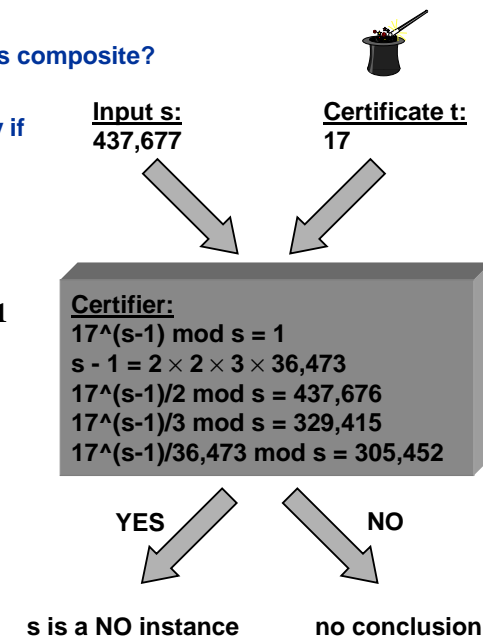 s composite?
y if
Input s:
437,677
Certificate t:
17
1
Certifier:
17^(s-1) mod s = 1
s - 1 = 2 × 2 × 3 × 36,473
17^(s-1)/2 mod s = 437,676
17^(s-1)/3 mod s = 329,415
17^(s-1)/36,473 mod s = 305,452
YES
NO
s is a NO instance
no conclusion